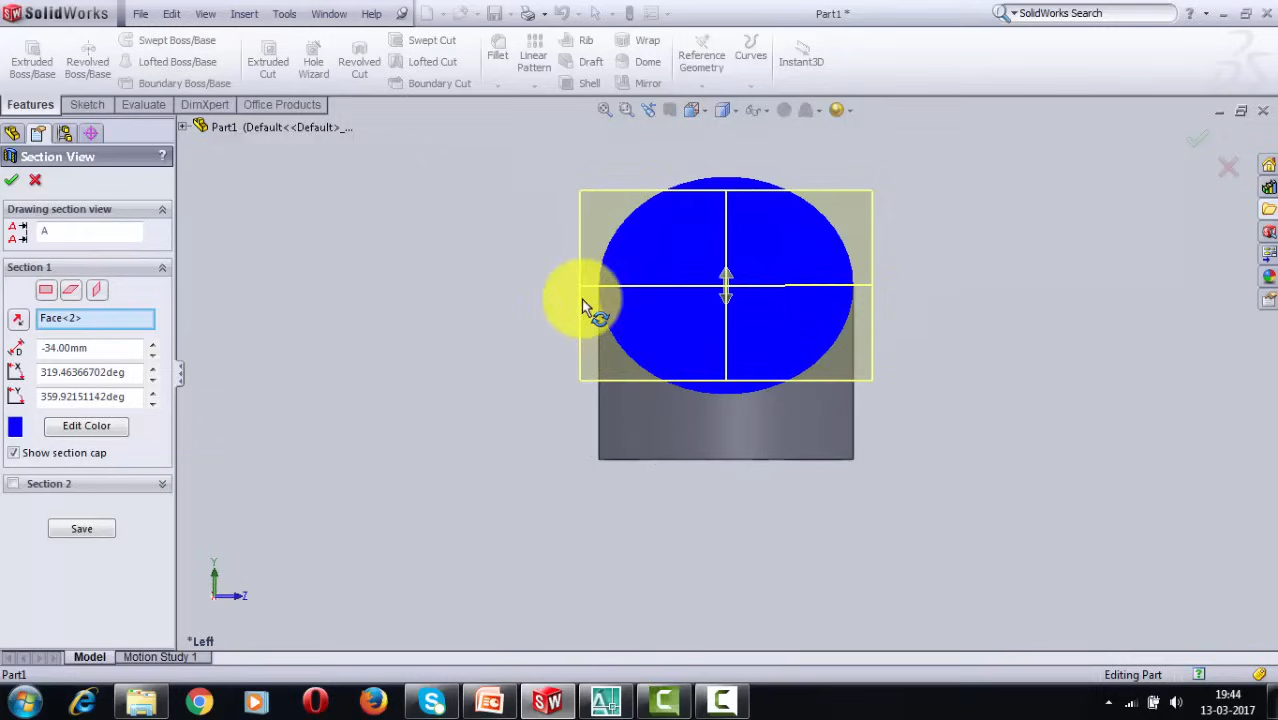 SolidWorks
File
Edit
View
Insert
Tools
Window
Help
Part1 *
SolidWorks Search
Extruded Boss/Base
Revolved Boss/Base
Swept Boss/Base
Lofted Boss/Base
Boundary Boss/Base
Extruded Cut
Hole Wizard
Revolved Cut
Swept Cut
Lofted Cut
Boundary Cut
Fillet
Linear Pattern
Rib
Draft
Shell
Wrap
Dome
Mirror
Reference Geometry
Curves
Instant3D
Features
Sketch
Evaluate
DimXpert
Office Products
Part1 (Default<<Default>_...
Section View
?
Drawing section view
A
Section 1
Face<2>
-34.00mm
319.46366702deg
359.92151142deg
Edit Color
Show section cap
Section 2
Save
Y
Z
*Left
Model
Motion Study 1
Part1
Editing Part
19:44
13-03-2017